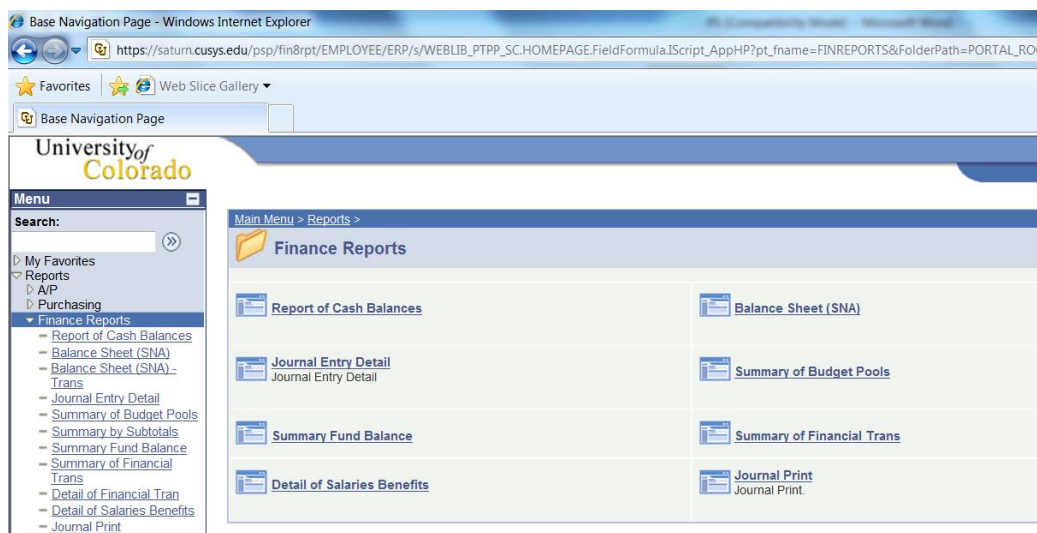 Base Navigation Page - Windows Internet Explorer
https://saturn.cusys.edu/psp/fin8rpt/EMPLOYEE/ERP/s/WEBLIB_PTPP_SC.HOMEPAGE.FieldFormula.IScript_AppHP?pt_fname=FINREPORTS&FolderPath=PORTAL_RO
Favorites Web Slice Gallery
Base Navigation Page
University of
Colorado
Menu
Search:
My Favorites
Reports
A/P
Purchasing
Finance Reports
Report of Cash Balances
Balance Sheet (SNA)
Balance Sheet (SNA) -
Trans
Journal Entry Detail
Summary of Budget Pools
Summary by Subtotals
Summary Fund Balance
Summary of Financial
Trans
Detail of Financial Tran
Detail of Salaries Benefits
Journal Print
Main Menu > Reports >
Finance Reports
Report of Cash Balances
Balance Sheet (SNA)
Journal Entry Detail
Journal Entry Detail
Summary of Budget Pools
Summary Fund Balance
Summary of Financial Trans
Detail of Salaries Benefits
Journal Print
Journal Print.